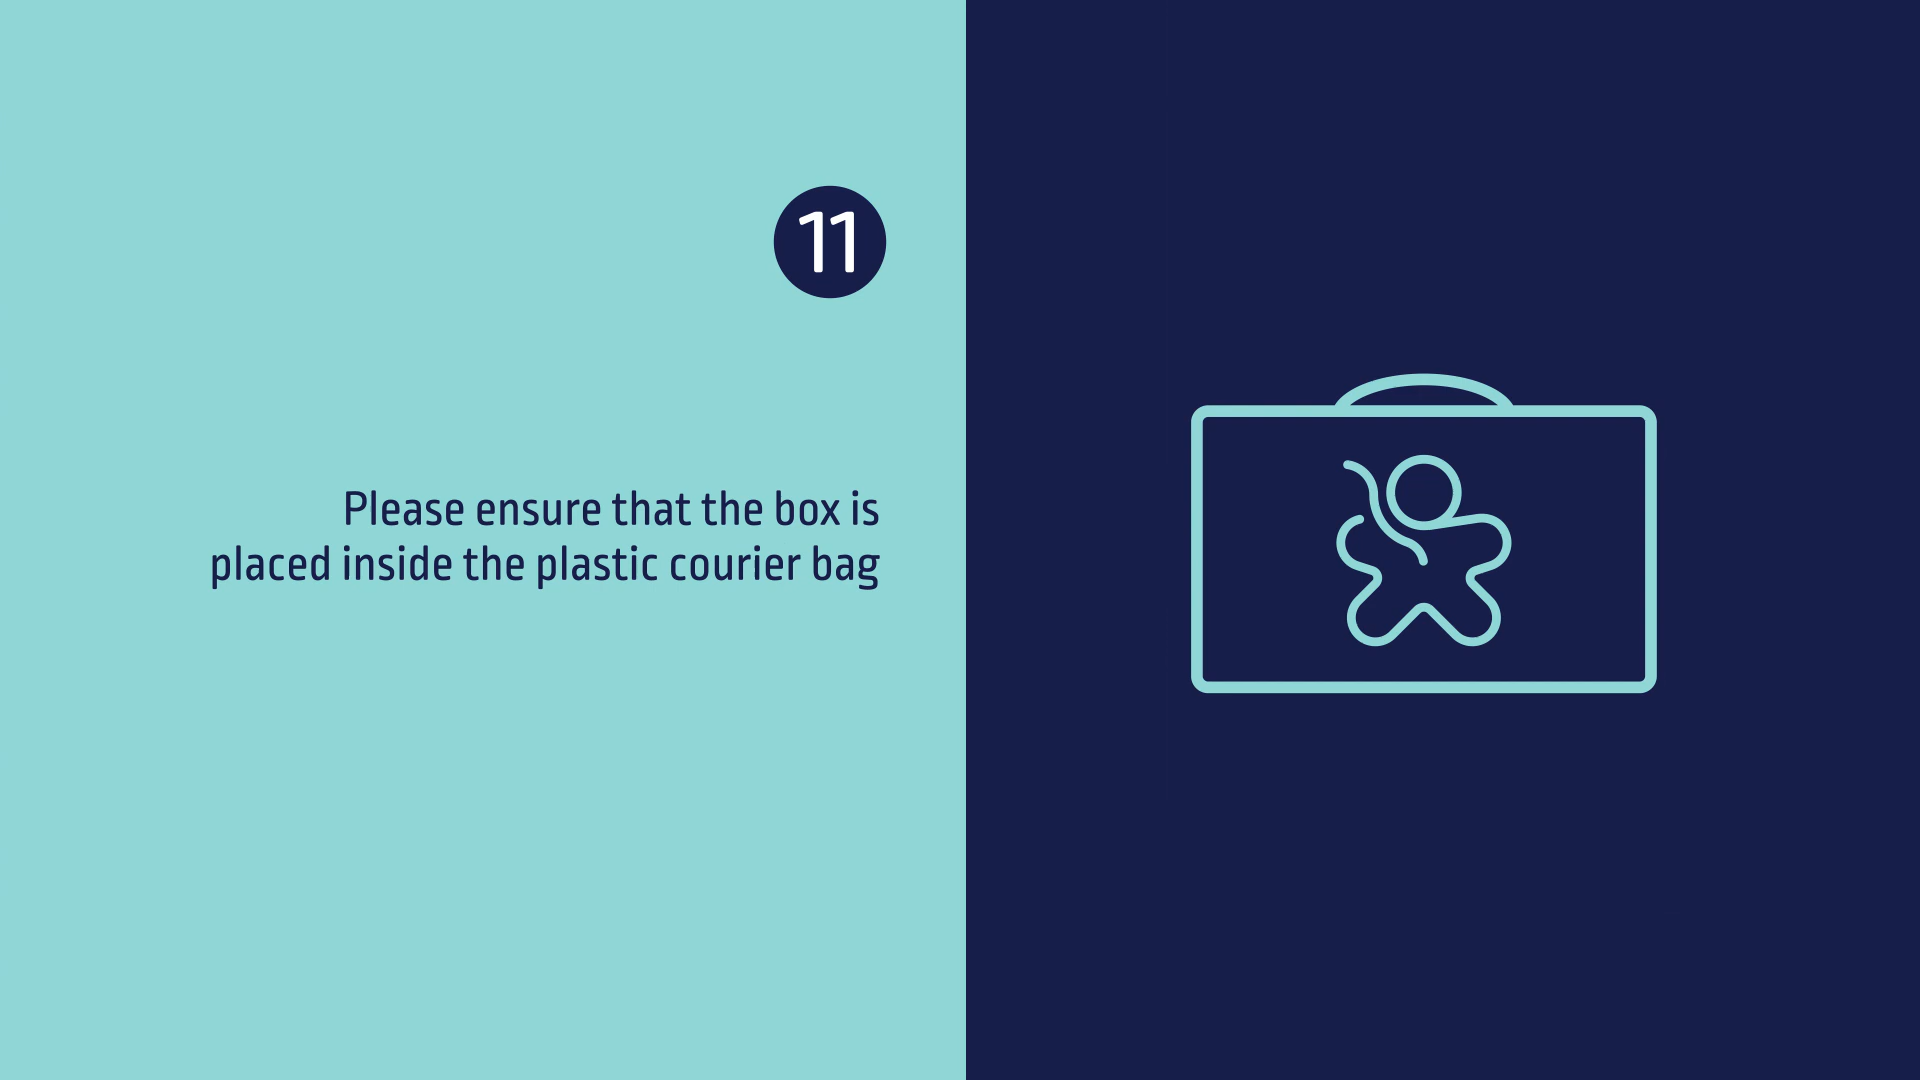 11
Please ensure that the box is
placed inside the plastic courier bag